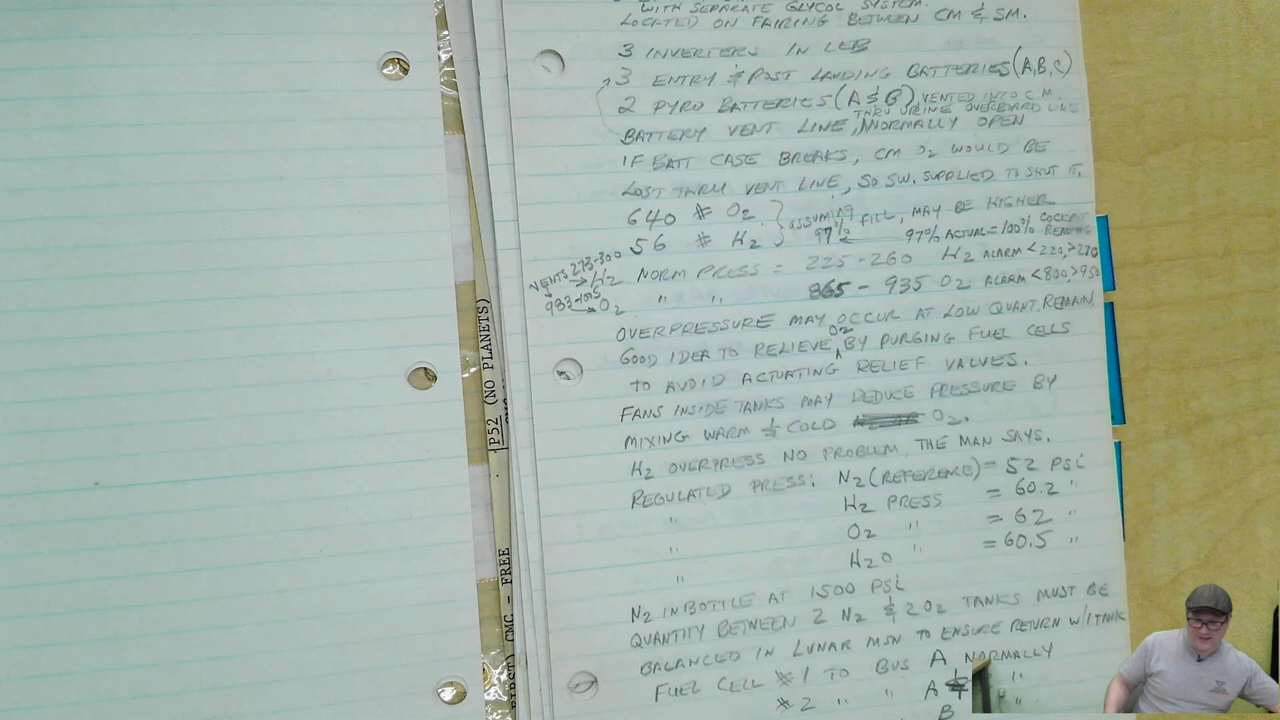 WITH SEPARATE GLYCOL SYSTEM.
LOCATED ON FAIRING BETWEEN CM & SM.
3 INVERTERS IN LEB
3 ENTRY & POST LANDING BATTERIES (A,B,C)
2 PYRO BATTERIES (A & B) VENTED INTO C.M.
THRU URINE OVERBOARD LINE
BATTERY VENT LINE, NORMALLY OPEN
IF BATT CASE BREAKS, CM O2 WOULD BE
LOST THRU VENT LINE, SO SW. SUPPLIED TO SHUT IT.
640 # O2 } ASSUMING FILL, MAY BE HIGHER
56 # H2 97% 97% ACTUAL = 100% COCKPIT READING
VENTS 273-300 → H2 NORM PRESS = 225-260 H2 ALARM <220, >270
983-1005 → O2 " " 865 - 935 O2 ALARM <800, >950
OVERPRESSURE MAY OCCUR AT LOW QUANT. REMAIN.
GOOD IDEA TO RELIEVE O2 BY PURGING FUEL CELLS
TO AVOID ACTUATING RELIEF VALVES.
FANS INSIDE TANKS MAY REDUCE PRESSURE BY
MIXING WARM & COLD O2.
H2 OVERPRESS NO PROBLEM, THE MAN SAYS.
REGULATED PRESS: N2 (REFERENCE) = 52 PSI
" H2 PRESS = 60.2 "
" O2 " = 62 "
" H2O " = 60.5 "
N2 IN BOTTLE AT 1500 PSI
QUANTITY BETWEEN 2 N2 & 2 O2 TANKS MUST BE
BALANCED IN LUNAR MSN TO ENSURE RETURN W/1 TANK
FUEL CELL #1 TO BUS A NORMALLY
#2 " " A "
B "
P52 (NO PLANETS)
CMC - FREE